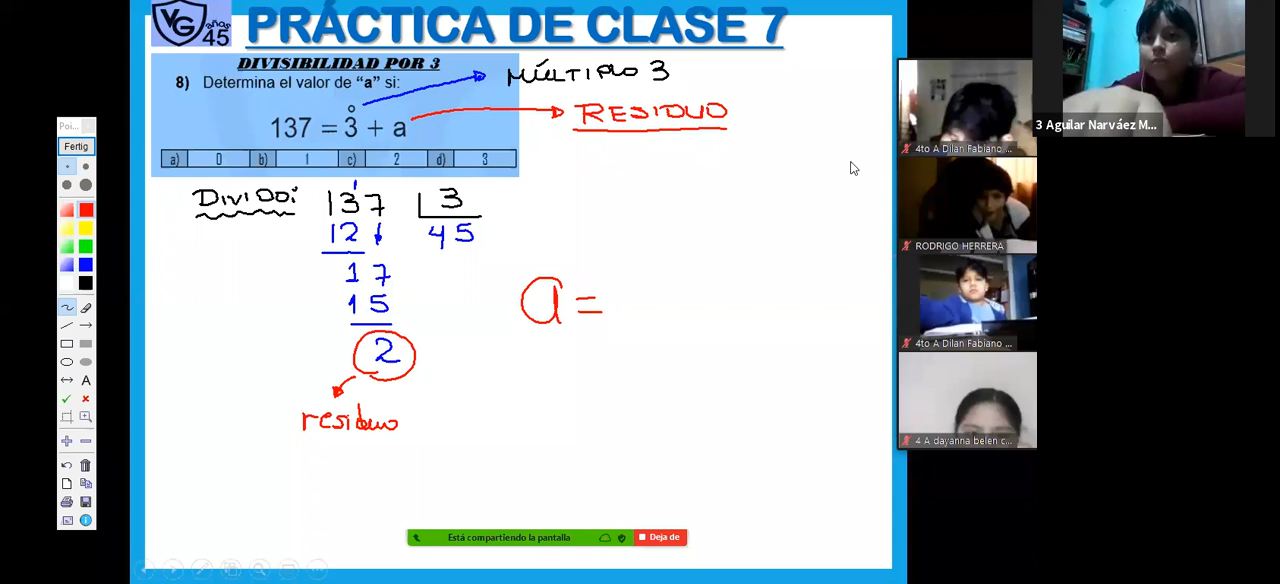 VG años 45
PRÁCTICA DE CLASE 7
DIVISIBILIDAD POR 3
8) Determina el valor de “a” si:
137 = 3̊ + a
a) 0 b) 1 c) 2 d) 3
MÚLTIPLO 3
RESIDUO
DIVIDO:
137 3
12 45
17
15
2
residuo
a =
Poi...
Fertig
A
Está compartiendo la pantalla
Deja de
3 Aguilar Narváez M...
4to A Dilan Fabiano ...
RODRIGO HERRERA
4to A Dilan Fabiano ...
4 A dayanna belen c...